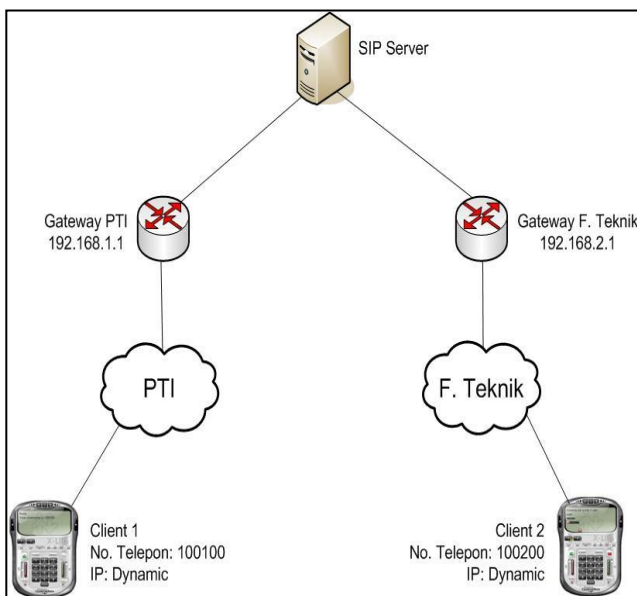 SIP Server
Gateway PTI
192.168.1.1
Gateway F. Teknik
192.168.2.1
PTI
F. Teknik
Client 1
No. Telepon: 100100
IP: Dynamic
Client 2
No. Telepon: 100200
IP: Dynamic